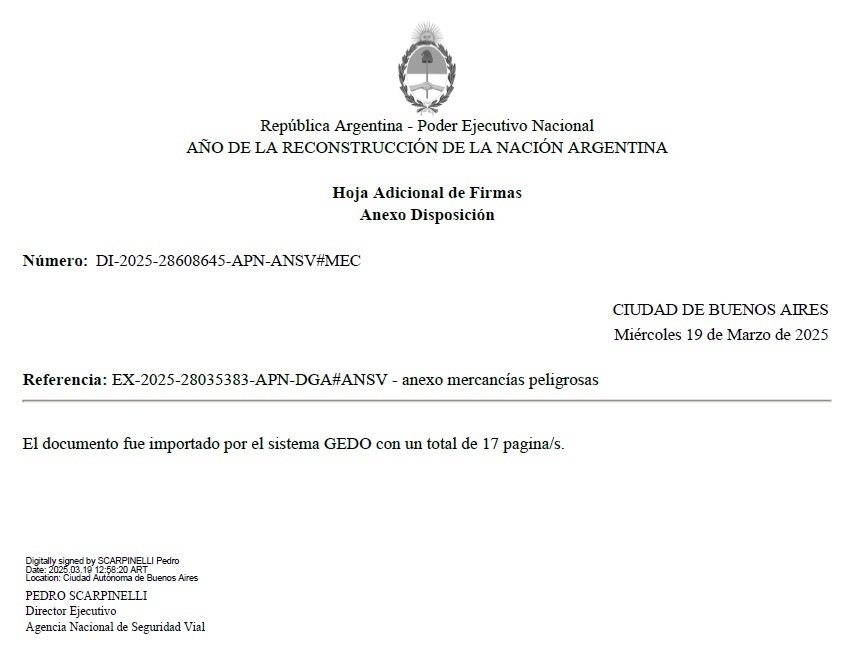 República Argentina - Poder Ejecutivo Nacional
AÑO DE LA RECONSTRUCCIÓN DE LA NACIÓN ARGENTINA
Hoja Adicional de Firmas
Anexo Disposición
Número: DI-2025-28608645-APN-ANSV#MEC
CIUDAD DE BUENOS AIRES
Miércoles 19 de Marzo de 2025
Referencia: EX-2025-28035383-APN-DGA#ANSV - anexo mercancías peligrosas
El documento fue importado por el sistema GEDO con un total de 17 pagina/s.
Digitally signed by SCARPINELLI Pedro
Date: 2025.03.19 12:58:20 ART
Location: Ciudad Autónoma de Buenos Aires
PEDRO SCARPINELLI
Director Ejecutivo
Agencia Nacional de Seguridad Vial